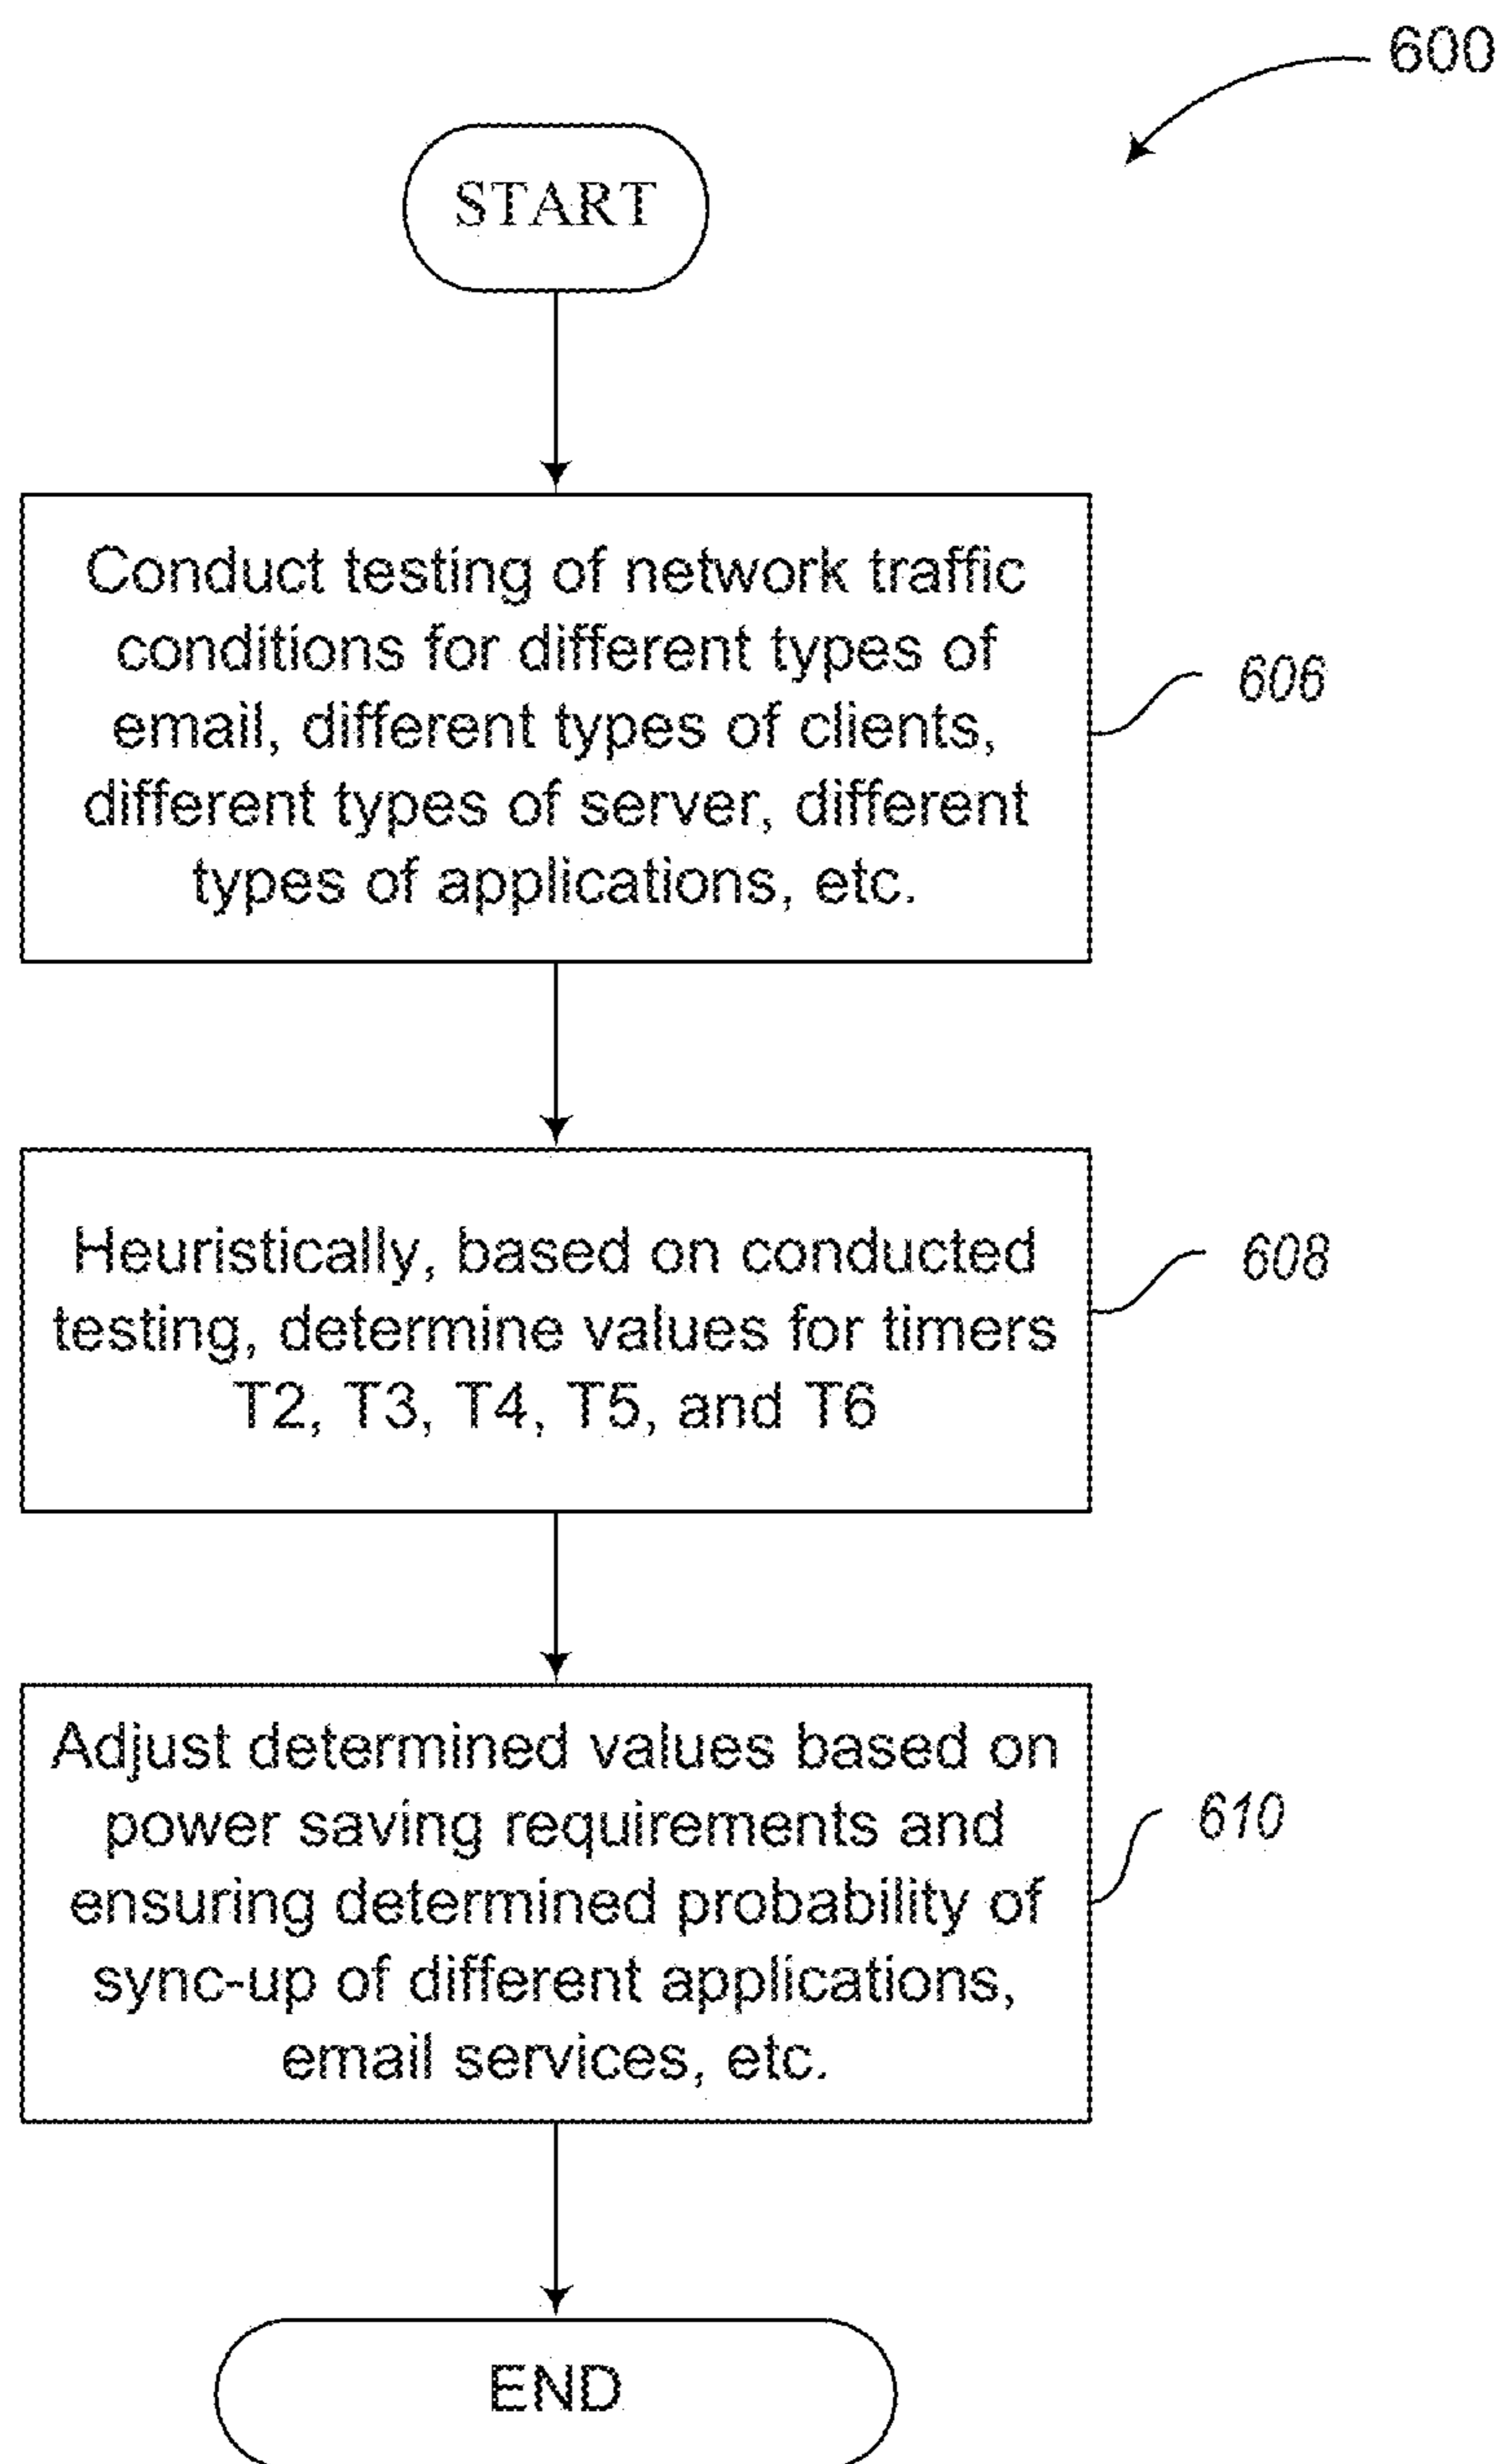 600
START
Conduct testing of network traffic
conditions for different types of
email, different types of clients,
different types of server, different
types of applications, etc.
606
Heuristically, based on conducted
testing, determine values for timers
T2, T3, T4, T5, and T6
608
Adjust determined values based on
power saving requirements and
ensuring determined probability of
sync-up of different applications,
email services, etc.
610
END